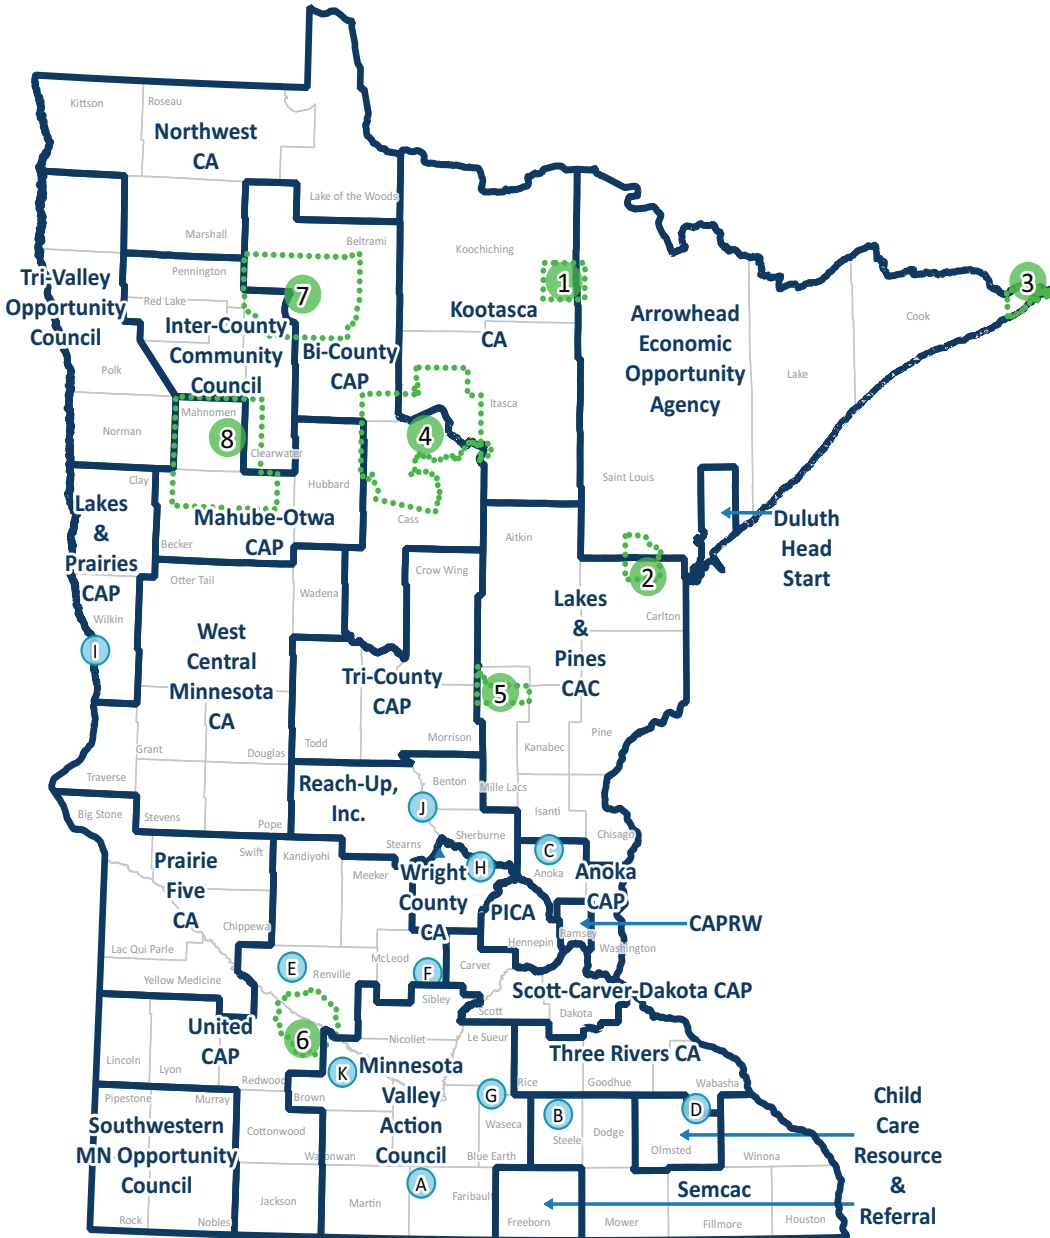 Kittson
Roseau
Northwest
CA
Lake of the Woods
Marshall
Beltrami
Koochiching
Pennington
Tri-Valley
Opportunity
Council
7
1
3
Red Lake
Kootasca
CA
Arrowhead
Economic
Opportunity
Agency
Cook
Inter-County
Community
Council
Bi-County
CAP
Lake
Polk
Itasca
Mahnomen
Norman
8
4
Clearwater
Saint Louis
Clay
Hubbard
Lakes
&
Prairies
CAP
Mahube-Otwa
CAP
Cass
Duluth
Head
Start
Becker
Aitkin
Otter Tail
Crow Wing
2
Wadena
Lakes
&
Pines
CAC
Carlton
Wilkin
I
West
Central
Minnesota
CA
Tri-County
CAP
5
Grant
Douglas
Todd
Morrison
Pine
Kanabec
Traverse
Reach-Up,
Inc.
Benton
Mille Lacs
J
Big Stone
Stevens
Pope
Isanti
Sherburne
Chisago
Stearns
Swift
Kandiyohi
C
Prairie
Five
CA
Meeker
Wright
County
CA
H
Anoka
Anoka
CAP
PICA
CAPRW
Chippewa
Ramsey
Hennepin
Washington
Lac Qui Parle
McLeod
Carver
E
Renville
F
Yellow Medicine
Scott-Carver-Dakota CAP
Sibley
Scott
Dakota
United
CAP
6
Nicollet
Le Sueur
Three Rivers CA
Lincoln
Lyon
K
Minnesota
Valley
Action
Council
Redwood
Rice
Goodhue
Wabasha
Pipestone
Murray
Brown
G
B
D
Child
Care
Resource
&
Referral
Southwestern
MN Opportunity
Council
Cottonwood
Waseca
Steele
Dodge
Olmsted
Watonwan
Blue Earth
Winona
A
Semcac
Jackson
Martin
Faribault
Rock
Nobles
Freeborn
Mower
Fillmore
Houston